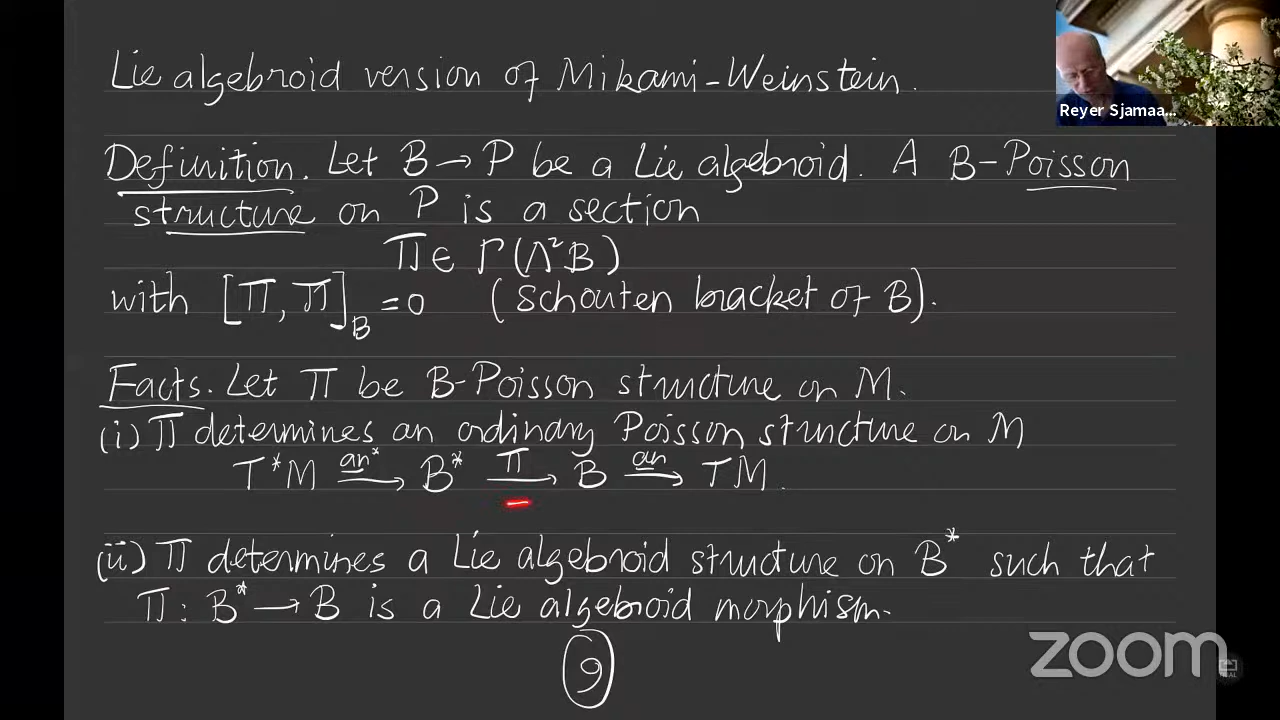 Lie algebroid version of Mikami-Weinstein.
Reyer Sjamaa...
Definition. Let B → P be a Lie algebroid. A B-Poisson
structure on P is a section
π ∈ Γ(Λ²B)
with [π, π]_B = 0 (Schouten bracket of B).
Facts. Let π be B-Poisson structure on M.
(i) π determines an ordinary Poisson structure on M
T*M —an*→ B* —π→ B —an→ TM.
(ii) π determines a Lie algebroid structure on B* such that
π: B* → B is a Lie algebroid morphism.
9
zoom